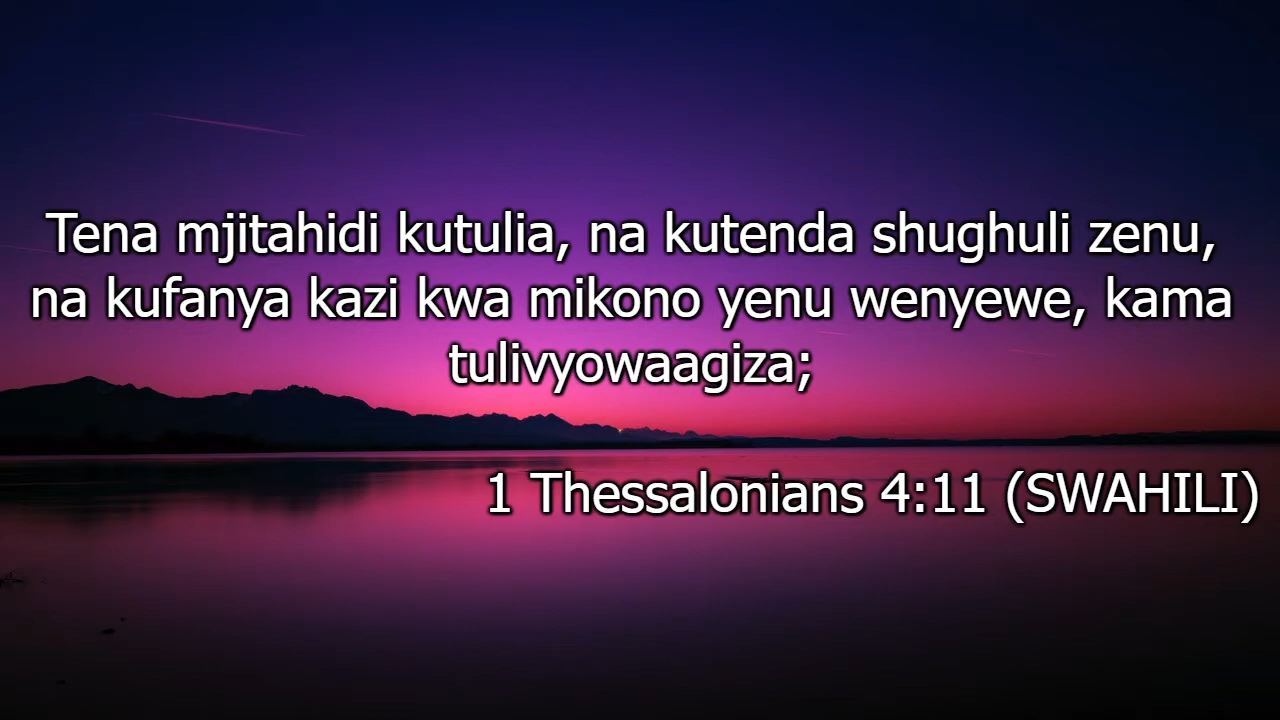 Tena mjitahidi kutulia, na kutenda shughuli zenu,
na kufanya kazi kwa mikono yenu wenyewe, kama
tulivyowaagiza;
1 Thessalonians 4:11 (SWAHILI)